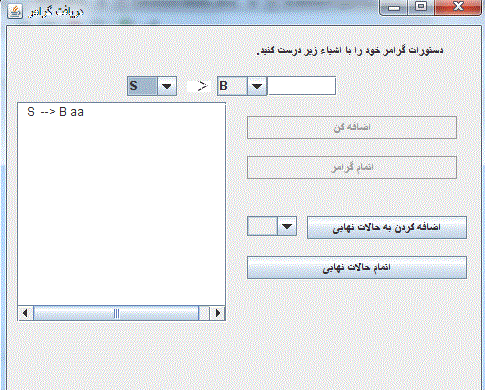 دریافت گرامر
دستورات گرامر خود را با اشیاء زیر درست کنید.
S > B
S --> B aa
اضافه کن
اتمام گرامر
اضافه کردن به حالات نهایی
اتمام حالات نهایی